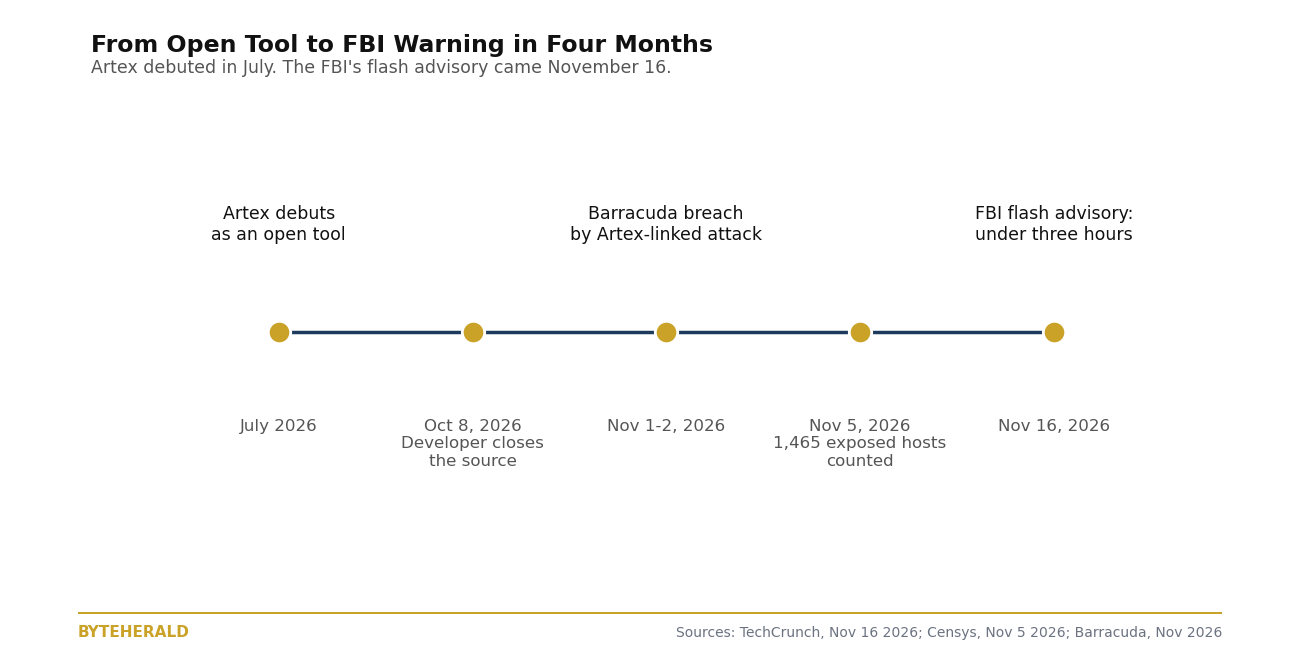 From Open Tool to FBI Warning in Four Months
Artex debuted in July. The FBI's flash advisory came November 16.
Artex debuts
as an open tool
Barracuda breach
by Artex-linked attack
FBI flash advisory:
under three hours
July 2026
Oct 8, 2026
Developer closes
the source
Nov 1-2, 2026
Nov 5, 2026
1,465 exposed hosts
counted
Nov 16, 2026
BYTEHERALD
Sources: TechCrunch, Nov 16 2026; Censys, Nov 5 2026; Barracuda, Nov 2026